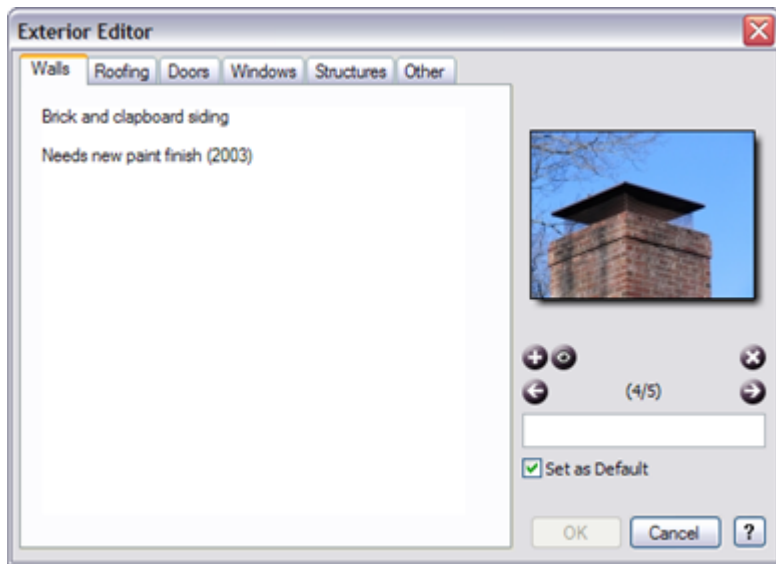 Exterior Editor
Walls Roofing Doors Windows Structures Other
Brick and clapboard siding
Needs new paint finish (2003)
(4/5)
Set as Default
OK Cancel ?